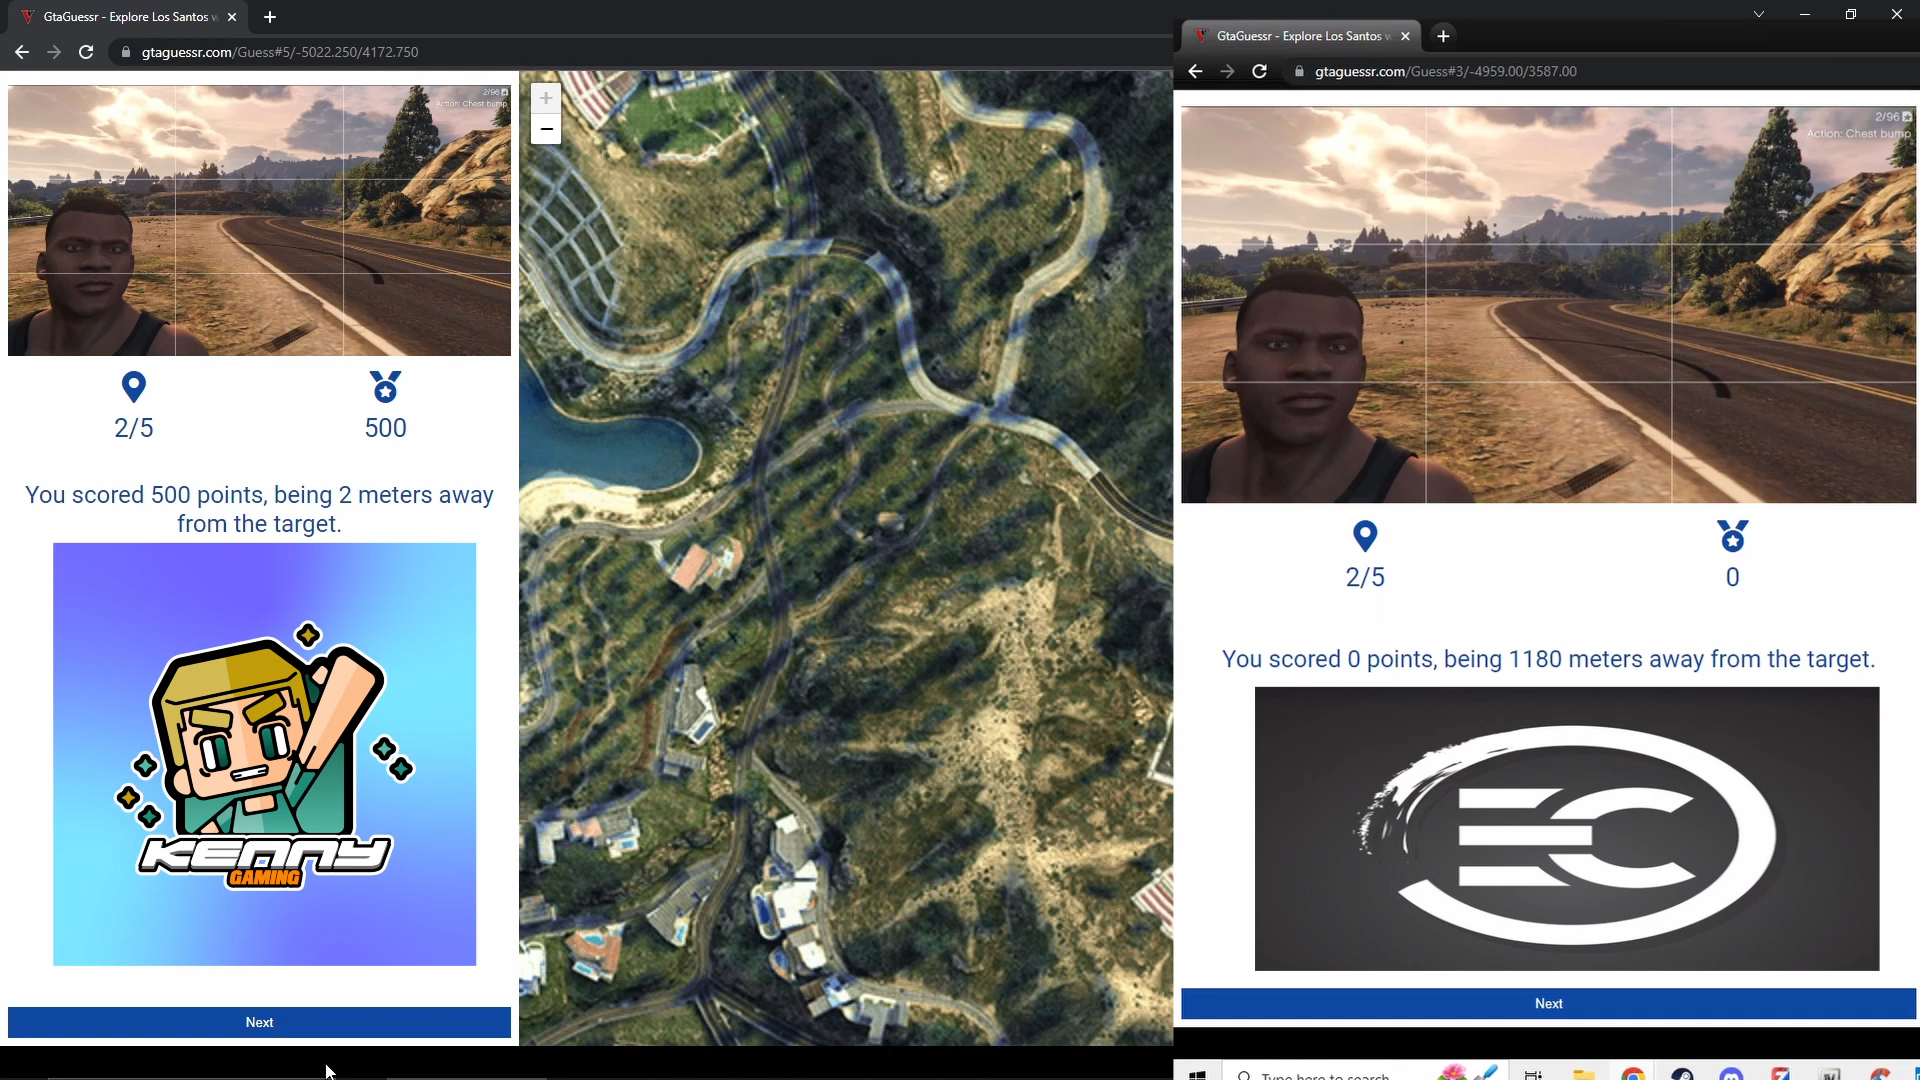 GtaGuessr - Explore Los Santos w
gtaguessr.com/Guess#5/-5022.250/4172.750
2/96
Action: Chest bump
2/5
500
You scored 500 points, being 2 meters away
from the target.
KENNY
GAMING
Next
+
−
GtaGuessr - Explore Los Santos w
gtaguessr.com/Guess#3/-4959.00/3587.00
2/96
Action: Chest bump
2/5
0
You scored 0 points, being 1180 meters away from the target.
EC
Next
Type here to search